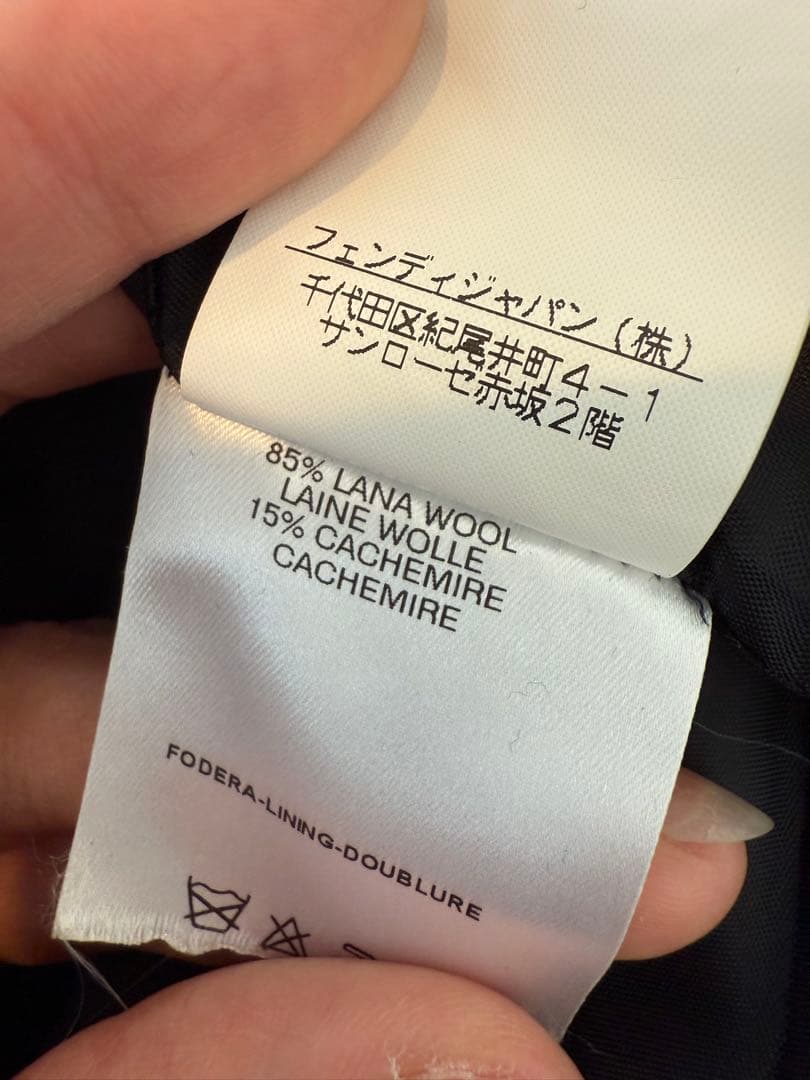 フェンディジャパン（株）
千代田区紀尾井町４－１
サンローゼ赤坂２階
85% LANA WOOL
LAINE WOLLE
15% CACHEMIRE
CACHEMIRE
FODERA-LINING-DOUBLURE